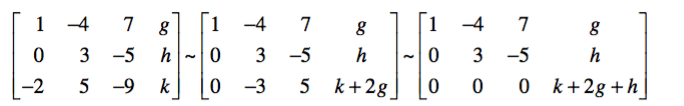 [1 −4 7 g] [1 −4 7 g] [1 −4 7 g]
[0 3 −5 h] ~ [0 3 −5 h] ~ [0 3 −5 h]
[−2 5 −9 k] [0 −3 5 k+2g] [0 0 0 k+2g+h]